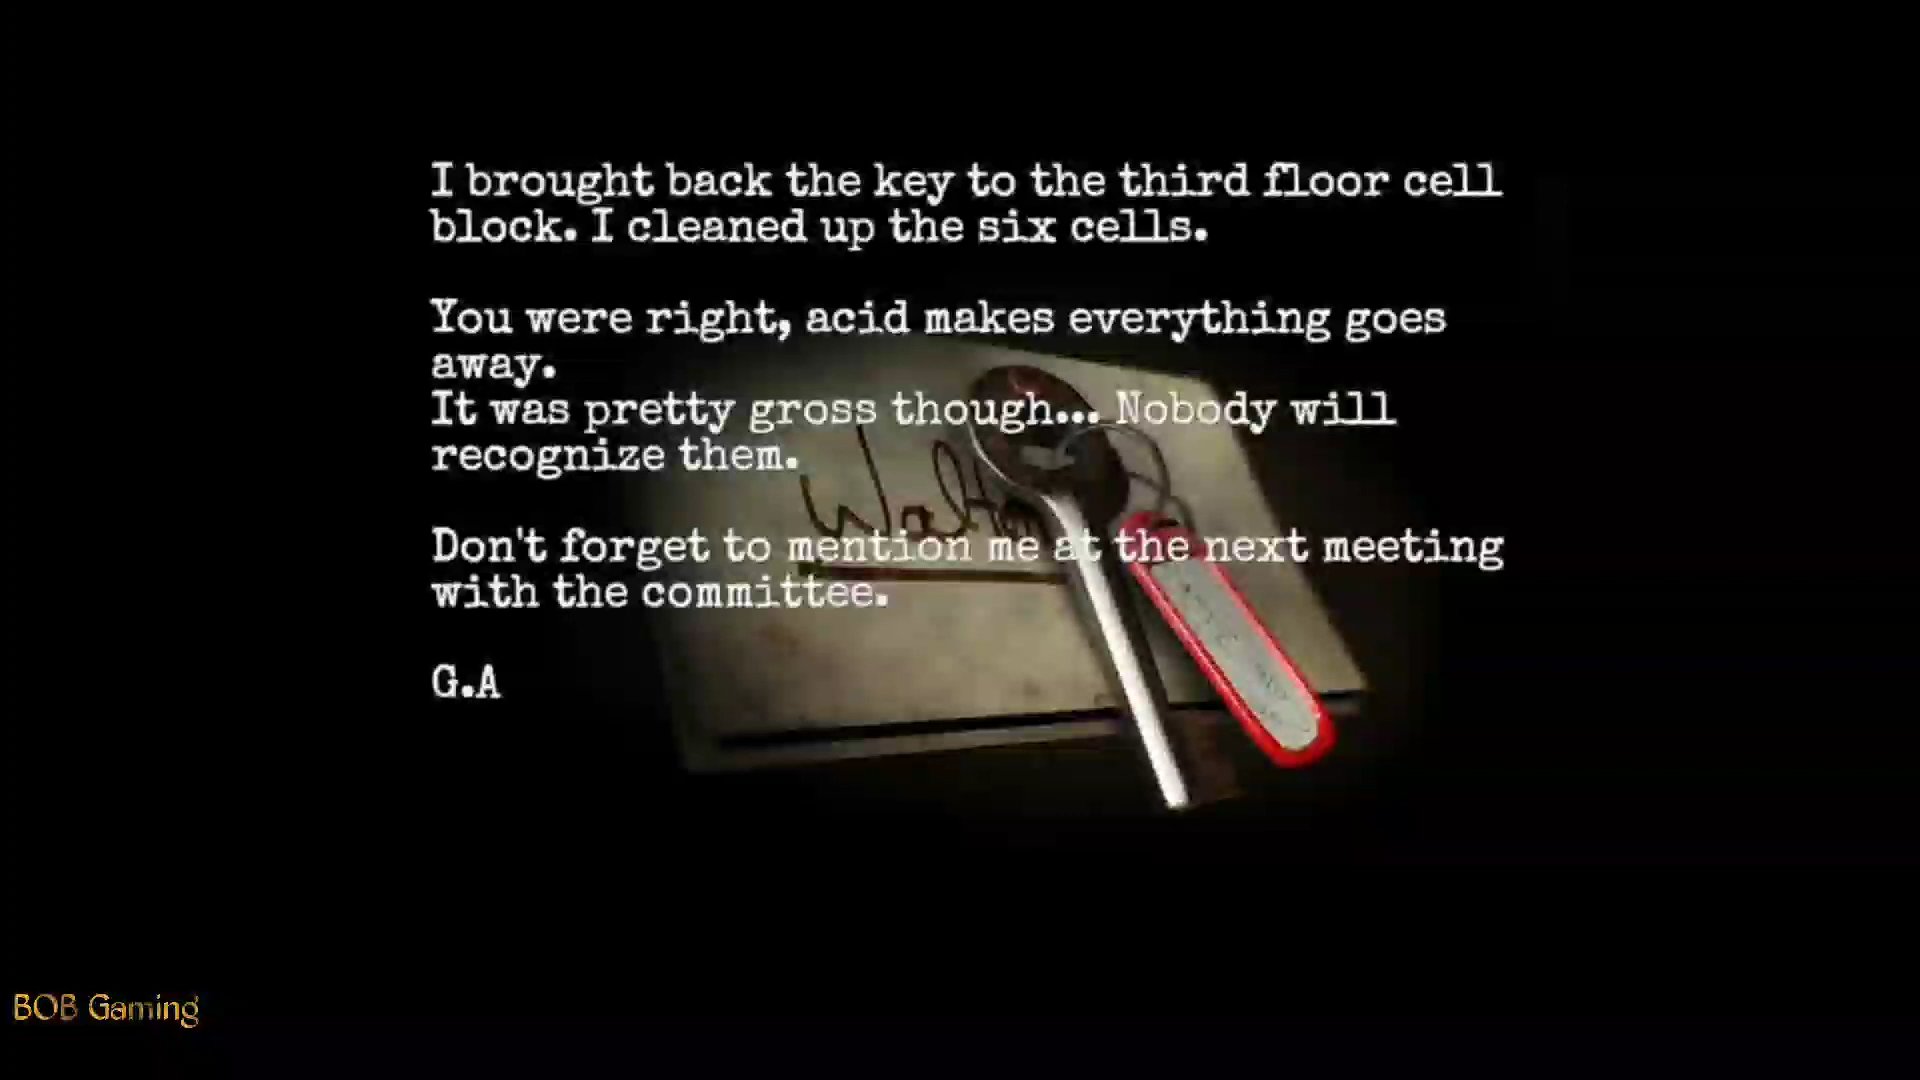 I brought back the key to the third floor cell
block. I cleaned up the six cells.
You were right, acid makes everything goes
away.
It was pretty gross though... Nobody will
recognize them.
Don't forget to mention me at the next meeting
with the committee.
G.A
BOB Gaming